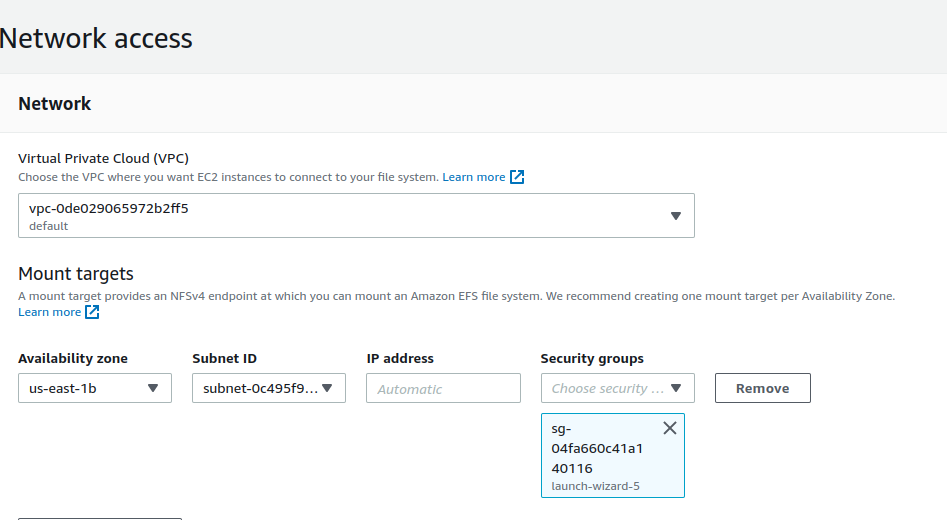 Network access
Network
Virtual Private Cloud (VPC)
Choose the VPC where you want EC2 instances to connect to your file system. Learn more
vpc-0de029065972b2ff5
default
Mount targets
A mount target provides an NFSv4 endpoint at which you can mount an Amazon EFS file system. We recommend creating one mount target per Availability Zone.
Learn more
Availability zone Subnet ID IP address Security groups
us-east-1b subnet-0c495f9... Automatic Choose security ... Remove
sg-
04fa660c41a1
40116
launch-wizard-5